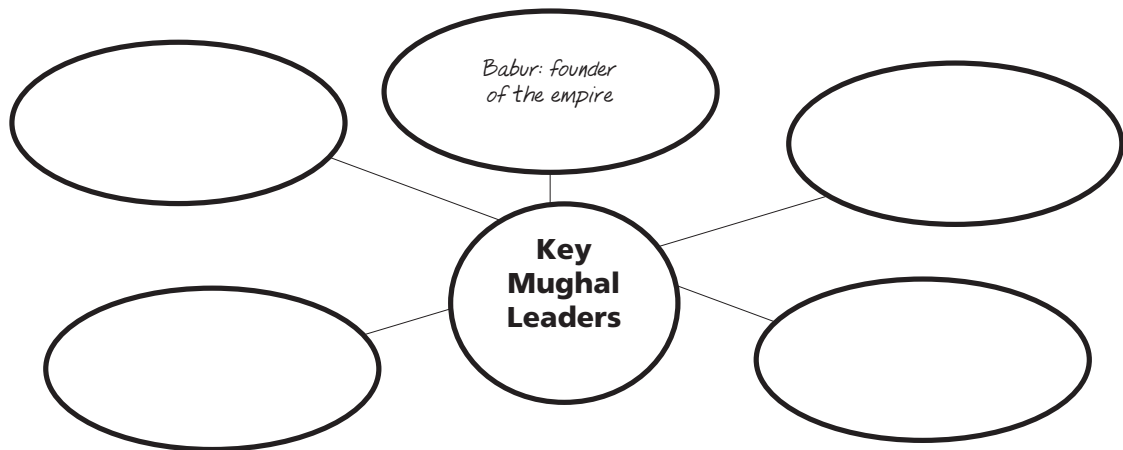 Babur: founder
of the empire
Key
Mughal
Leaders